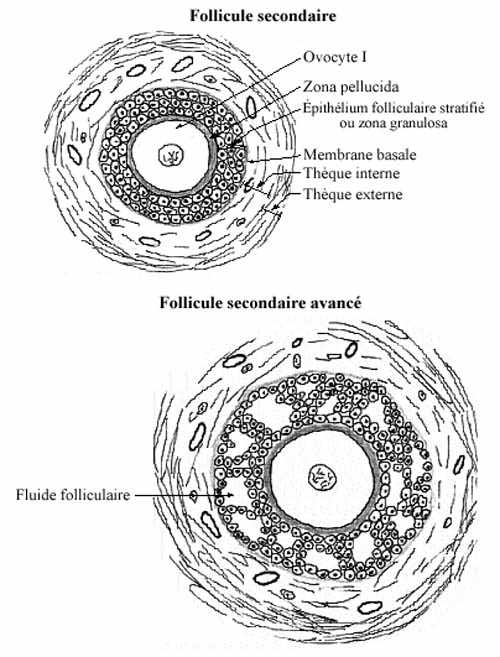 Follicule secondaire
Ovocyte I
Zona pellucida
Épithélium folliculaire stratifié
ou zona granulosa
Membrane basale
Thèque interne
Thèque externe
Follicule secondaire avancé
Fluide folliculaire